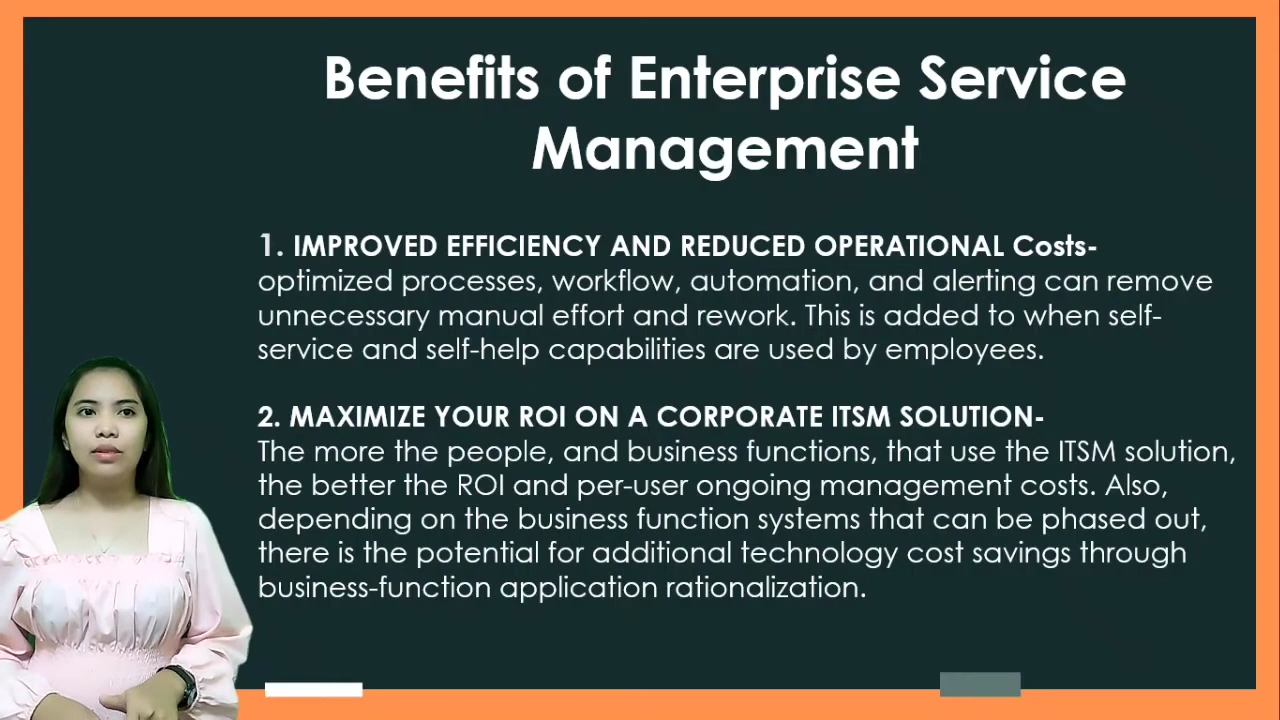 Benefits of Enterprise Service
Management
1. IMPROVED EFFICIENCY AND REDUCED OPERATIONAL Costs-
optimized processes, workflow, automation, and alerting can remove
unnecessary manual effort and rework. This is added to when self-
service and self-help capabilities are used by employees.
2. MAXIMIZE YOUR ROI ON A CORPORATE ITSM SOLUTION-
The more the people, and business functions, that use the ITSM solution,
the better the ROI and per-user ongoing management costs. Also,
depending on the business function systems that can be phased out,
there is the potential for additional technology cost savings through
business-function application rationalization.